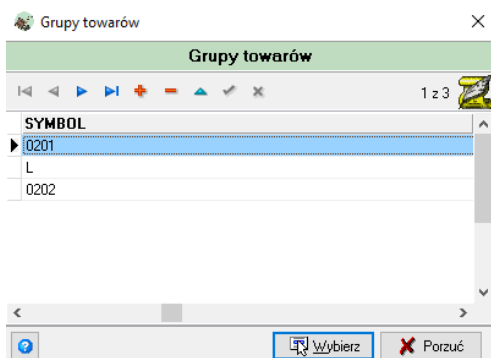 Grupy towarów
Grupy towarów
1 z 3
SYMBOL
0201
L
0202
Wybierz Porzuć